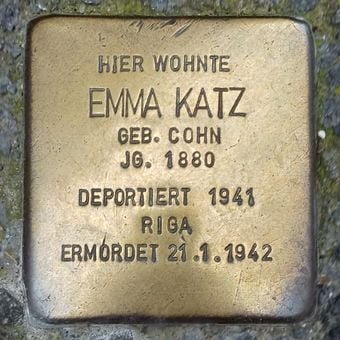 HIER WOHNTE
EMMA KATZ
GEB. COHN
JG. 1880
DEPORTIERT 1941
RIGA
ERMORDET 21.1.1942